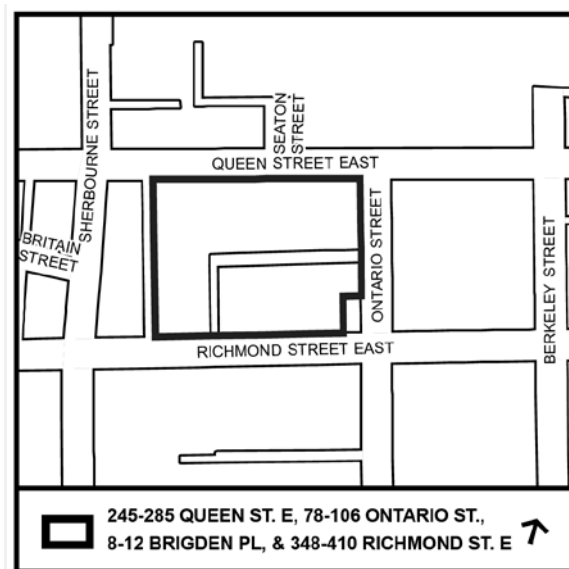 SHERBOURNE STREET
SEATON
STREET
QUEEN STREET EAST
BRITAIN
STREET
ONTARIO STREET
BERKELEY STREET
RICHMOND STREET EAST
245-285 QUEEN ST. E, 78-106 ONTARIO ST.,
8-12 BRIGDEN PL, & 348-410 RICHMOND ST. E